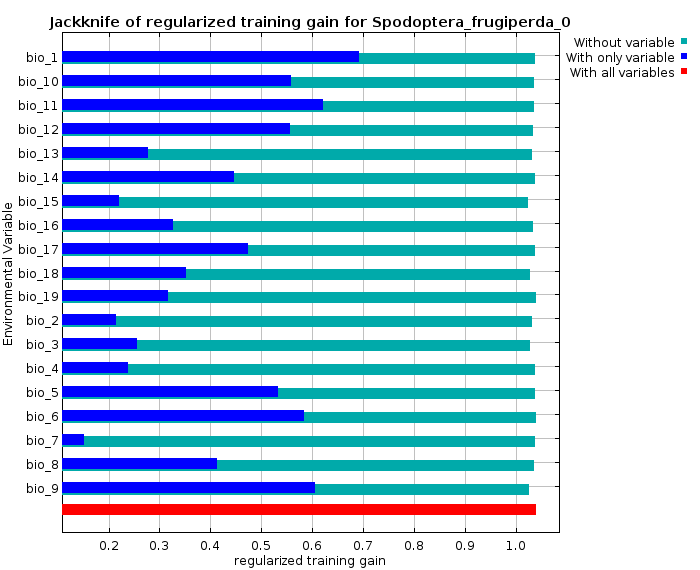 Jackknife of regularized training gain for Spodoptera_frugiperda_0
Without variable
With only variable
With all variables
Environmental Variable
bio_1
bio_10
bio_11
bio_12
bio_13
bio_14
bio_15
bio_16
bio_17
bio_18
bio_19
bio_2
bio_3
bio_4
bio_5
bio_6
bio_7
bio_8
bio_9
0.2 0.3 0.4 0.5 0.6 0.7 0.8 0.9 1.0
regularized training gain